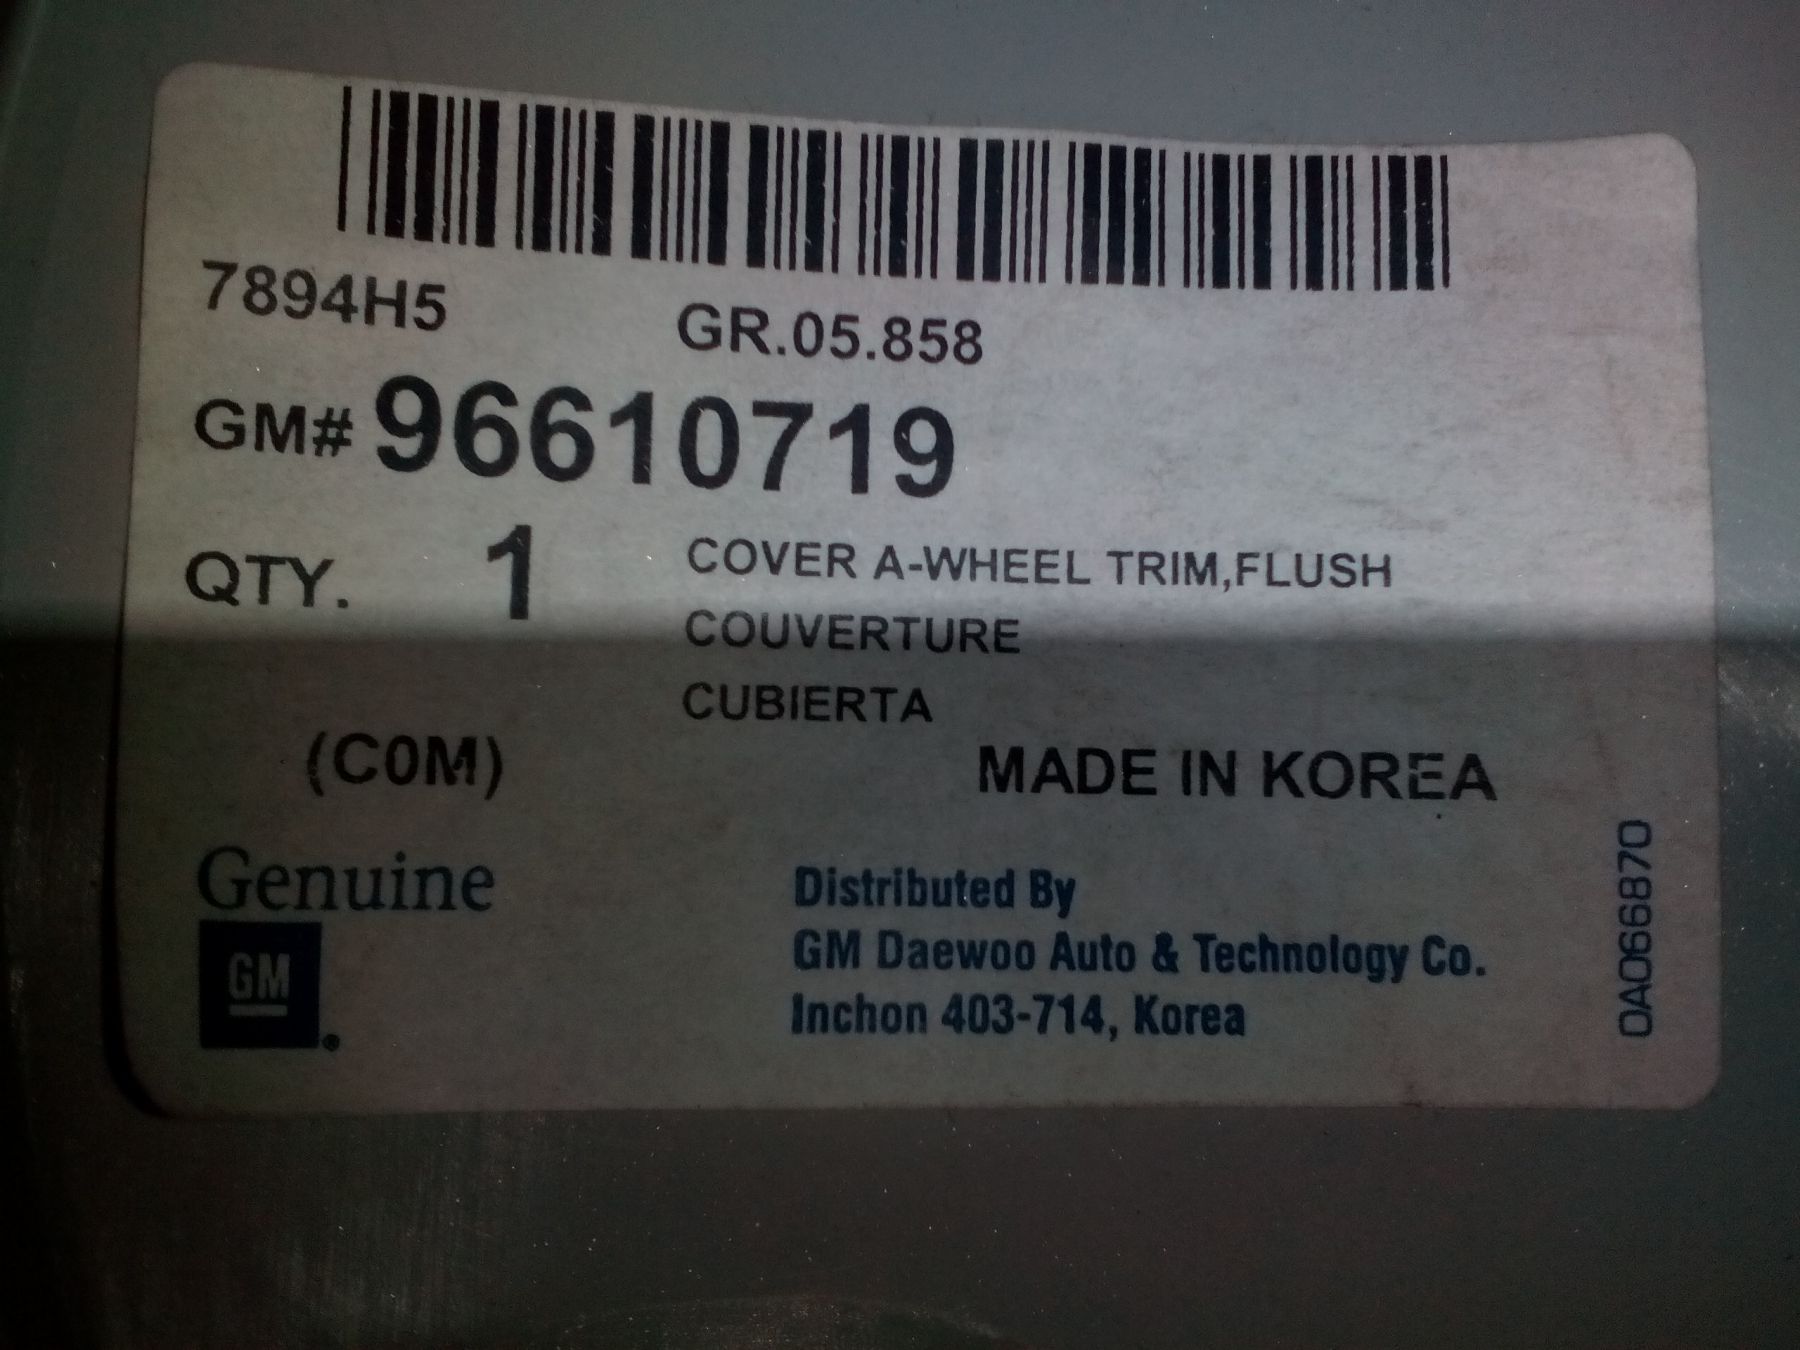 7894H5
GR.05.858
GM# 96610719
QTY. 1
COVER A-WHEEL TRIM,FLUSH
COUVERTURE
CUBIERTA
(COM)
MADE IN KOREA
Genuine
GM
®
Distributed By
GM Daewoo Auto & Technology Co.
Inchon 403-714, Korea
0A066870